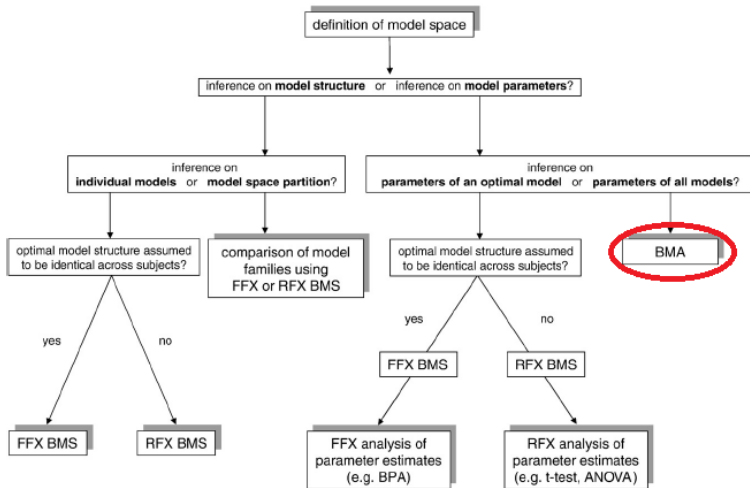 definition of model space
inference on model structure or inference on model parameters?
inference on
individual models or model space partition?
inference on
parameters of an optimal model or parameters of all models?
optimal model structure assumed
to be identical across subjects?
comparison of model
families using
FFX or RFX BMS
optimal model structure assumed
to be identical across subjects?
BMA
yes
no
yes
no
FFX BMS
RFX BMS
FFX BMS
RFX BMS
FFX analysis of
parameter estimates
(e.g. BPA)
RFX analysis of
parameter estimates
(e.g. t-test, ANOVA)